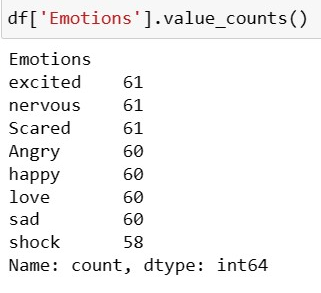 df['Emotions'].value_counts()
Emotions
excited 61
nervous 61
Scared 61
Angry 60
happy 60
love 60
sad 60
shock 58
Name: count, dtype: int64